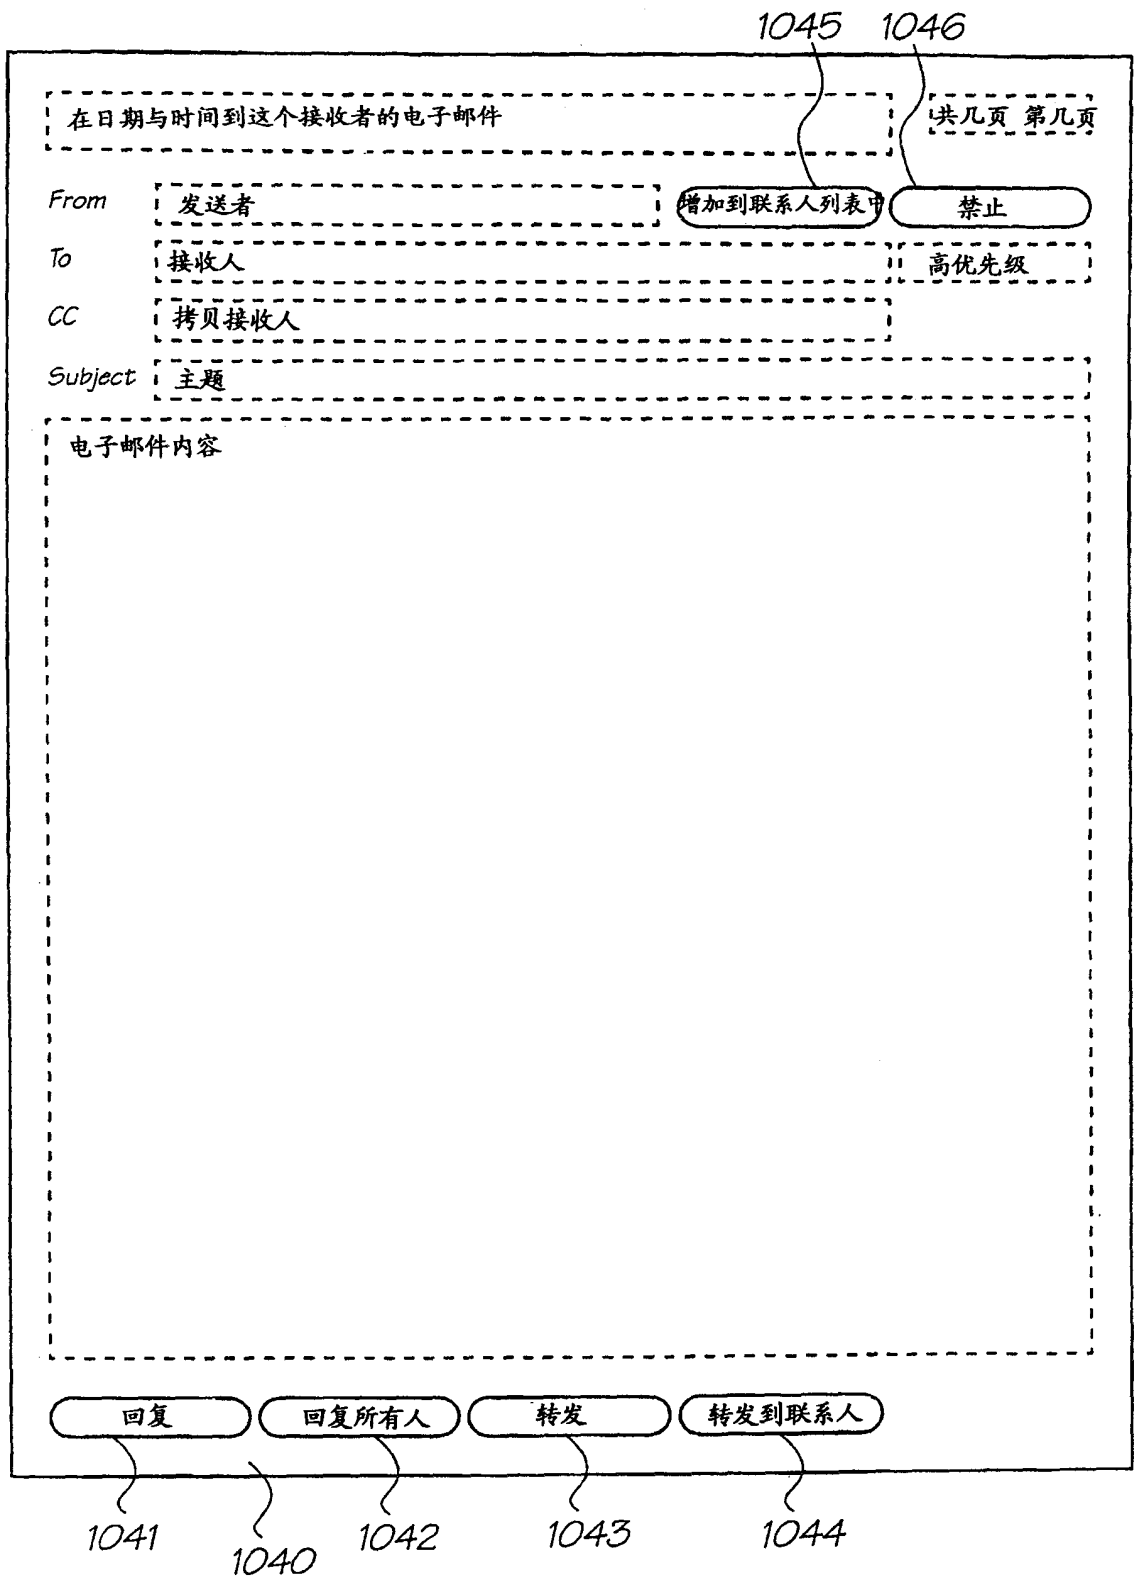 1045 1046
在日期与时间到这个接收者的电子邮件 共几页 第几页
From 发送者 增加到联系人列表中 禁止
To 接收人 高优先级
CC 拷贝接收人
Subject 主题
电子邮件内容
回复 回复所有人 转发 转发到联系人
1041 1040 1042 1043 1044